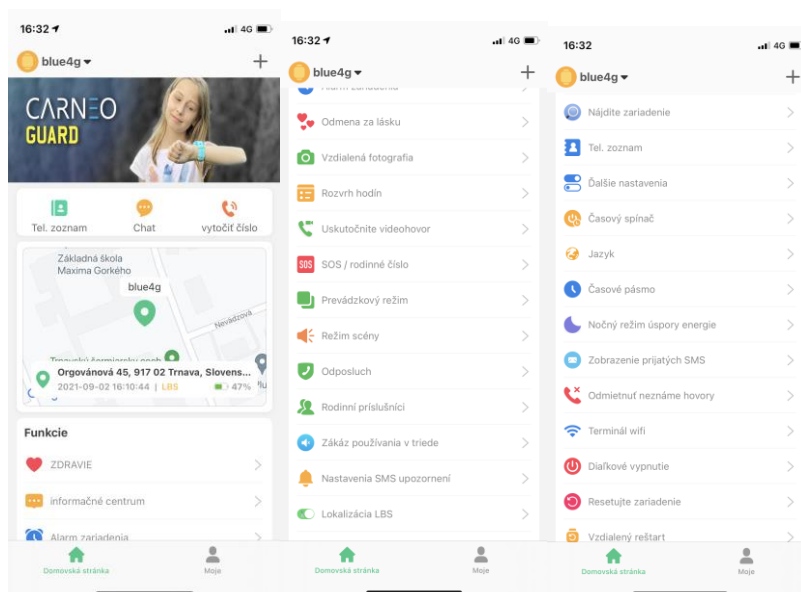 16:32
4G
blue4g
CARNEO
GUARD
Tel. zoznam
Chat
vytočiť číslo
Základná škola
Maxima Gorkého
blue4g
Nevädzová
Trnavský šermiarsky
Orgovánová 45, 917 02 Trnava, Slovens...
2021-09-02 16:10:44 | LBS
47%
Funkcie
ZDRAVIE
informačné centrum
Alarm zariadenia
Domovská stránka
Moje
16:32
4G
blue4g
Alarm zariadenia
Odmena za lásku
Vzdialená fotografia
Rozvrh hodín
Uskutočnite videohovor
SOS
SOS / rodinné číslo
Prevádzkový režim
Režim scény
Odposluch
Rodinní príslušníci
Zákáz používania v triede
Nastavenia SMS upozornení
Lokalizácia LBS
Domovská stránka
Moje
16:32
4G
blue4g
Nájdite zariadenie
Tel. zoznam
Ďalšie nastavenia
Časový spínač
Jazyk
Časové pásmo
Nočný režim úspory energie
Zobrazenie prijatých SMS
Odmietnuť neznáme hovory
Terminál wifi
Diaľkové vypnutie
Resetujte zariadenie
Vzdialený reštart
Domovská stránka
Moje